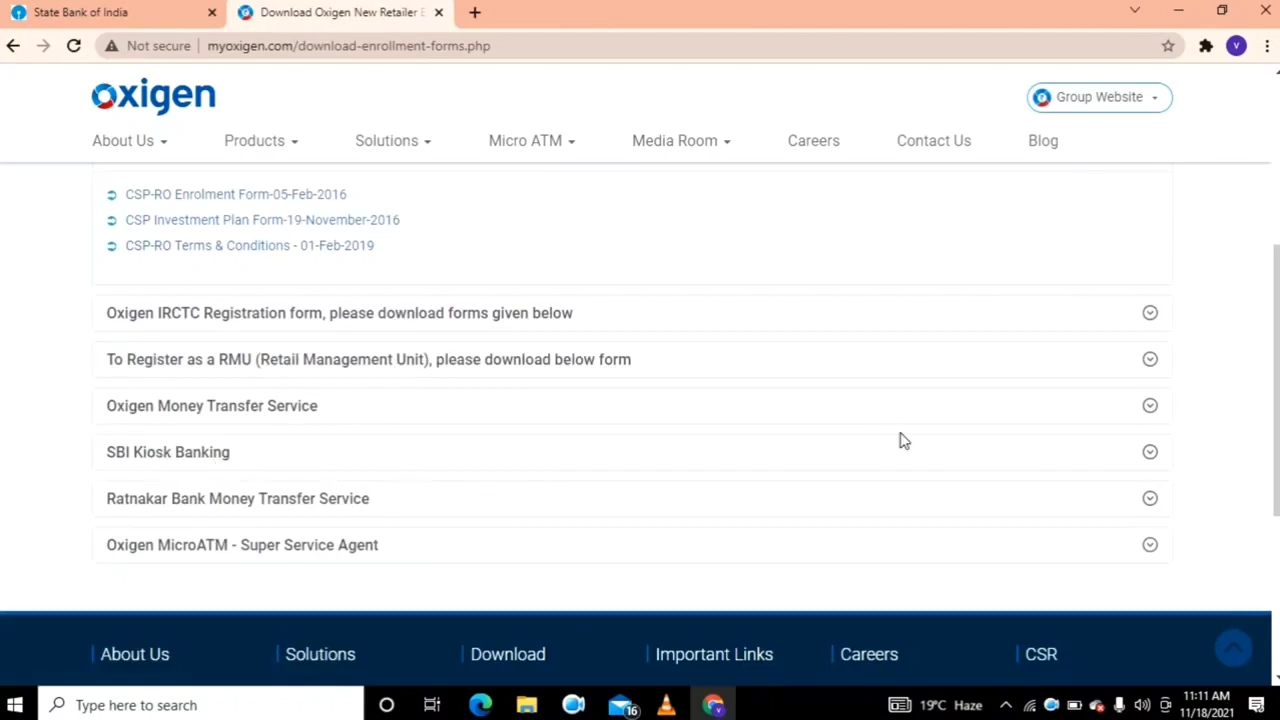 State Bank of India
Download Oxigen New Retailer E
Not secure
myoxigen.com/download-enrollment-forms.php
V
Oxigen
Group Website
About Us
Products
Solutions
Micro ATM
Media Room
Careers
Contact Us
Blog
CSP-RO Enrolment Form-05-Feb-2016
CSP Investment Plan Form-19-November-2016
CSP-RO Terms & Conditions - 01-Feb-2019
Oxigen IRCTC Registration form, please download forms given below
To Register as a RMU (Retail Management Unit), please download below form
Oxigen Money Transfer Service
SBI Kiosk Banking
Ratnakar Bank Money Transfer Service
Oxigen MicroATM - Super Service Agent
About Us
Solutions
Download
Important Links
Careers
CSR
Type here to search
16
19°C Haze
11:11 AM
11/18/2021